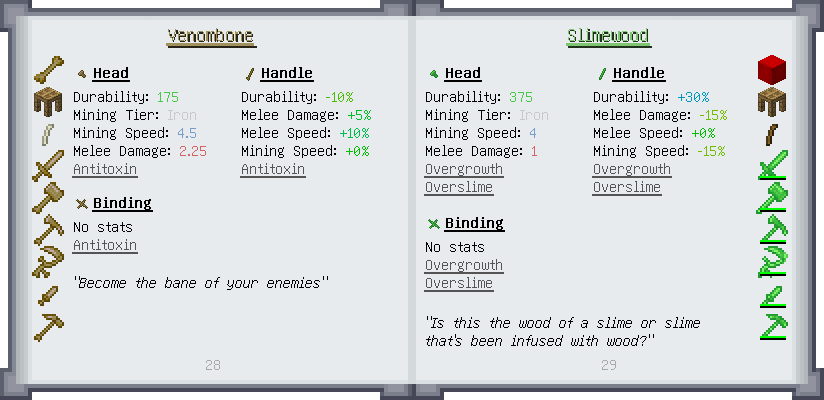 Venombone
Head
Durability: 175
Mining Tier: Iron
Mining Speed: 4.5
Melee Damage: 2.25
Antitoxin
Handle
Durability: -10%
Melee Damage: +5%
Melee Speed: +10%
Mining Speed: +0%
Antitoxin
Binding
No stats
Antitoxin
"Become the bane of your enemies"
28
Slimewood
Head
Durability: 375
Mining Tier: Iron
Mining Speed: 4
Melee Damage: 1
Overgrowth
Overslime
Handle
Durability: +30%
Melee Damage: -15%
Melee Speed: +0%
Mining Speed: -15%
Overgrowth
Overslime
Binding
No stats
Overgrowth
Overslime
"Is this the wood of a slime or slime
that's been infused with wood?"
29